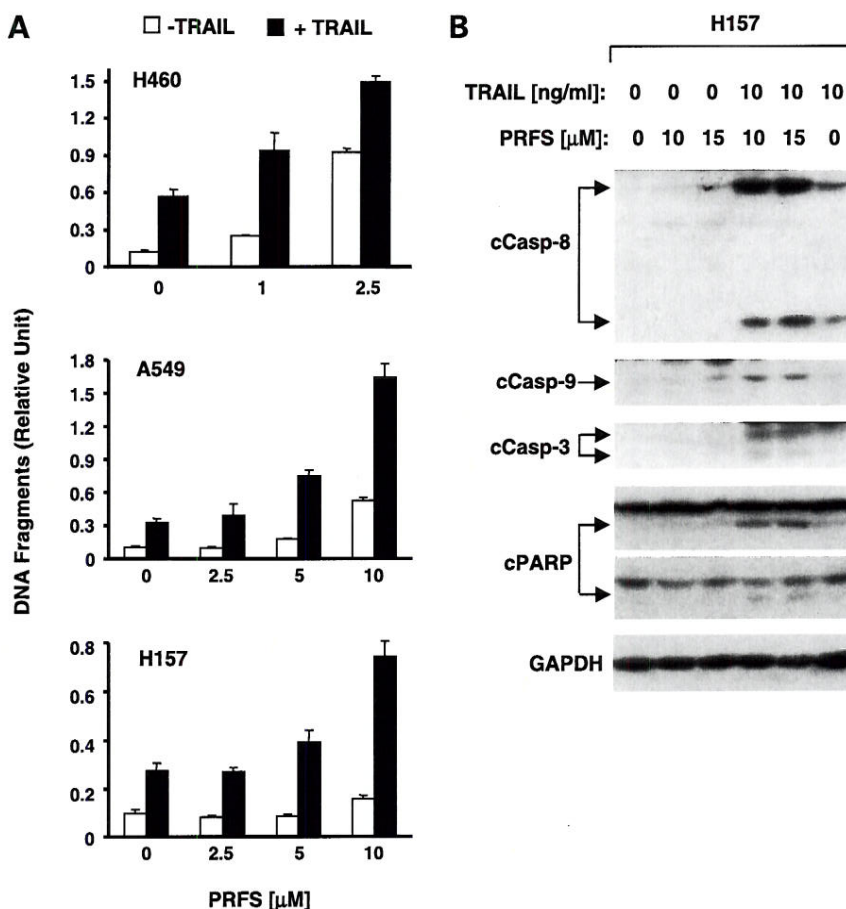 A
-TRAIL + TRAIL
H460
1.5
1.2
0.9
0.6
0.3
0
0 1 2.5
A549
1.8
1.5
1.2
0.9
0.6
0.3
0
0 2.5 5 10
H157
0.8
0.6
0.4
0.2
0
0 2.5 5 10
DNA Fragments (Relative Unit)
PRFS [µM]
B
H157
TRAIL [ng/ml]: 0 0 0 10 10 10
PRFS [µM]: 0 10 15 10 15 0
cCasp-8
cCasp-9
cCasp-3
cPARP
GAPDH